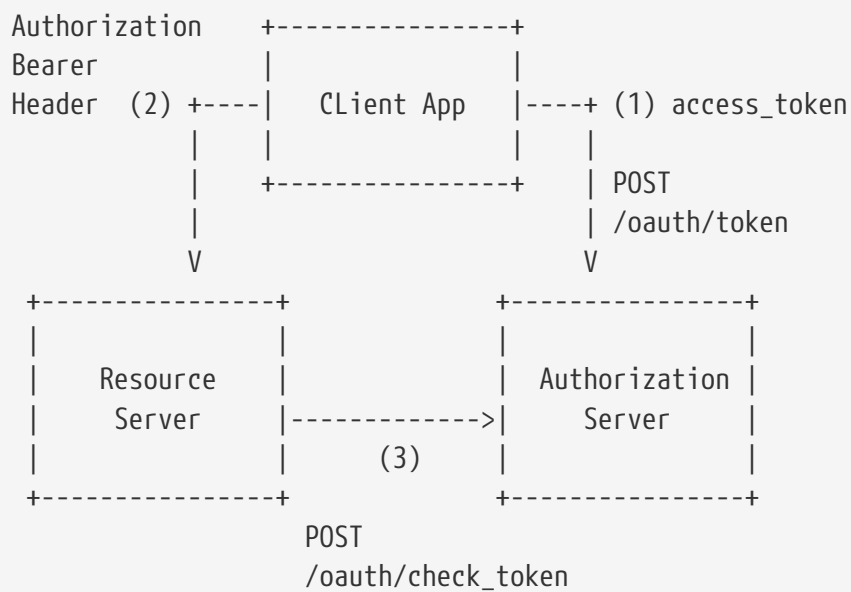 Authorization +---------------+
Bearer | |
Header (2) +----| CLient App |----+ (1) access_token
| | | |
| +---------------+ | POST
| | /oauth/token
V V
+----------------+ +----------------+
| | | |
| Resource | | Authorization |
| Server |------------->| Server |
| | (3) | |
+----------------+ +----------------+
POST
/oauth/check_token